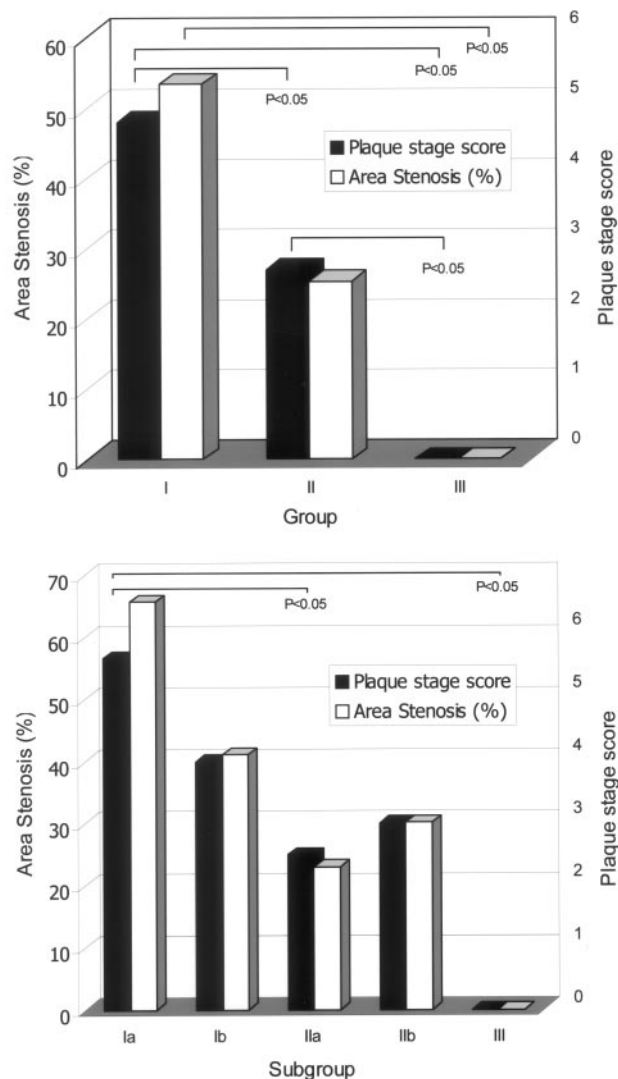 60
50
40
30
20
10
0
Area Stenosis (%)
6
5
4
3
2
1
0
Plaque stage score
P<0.05
P<0.05
P<0.05
Plaque stage score
Area Stenosis (%)
P<0.05
I
II
III
Group
70
60
50
40
30
20
10
0
Area Stenosis (%)
6
5
4
3
2
1
0
Plaque stage score
P<0.05
P<0.05
Plaque stage score
Area Stenosis (%)
Ia
Ib
IIa
IIb
III
Subgroup